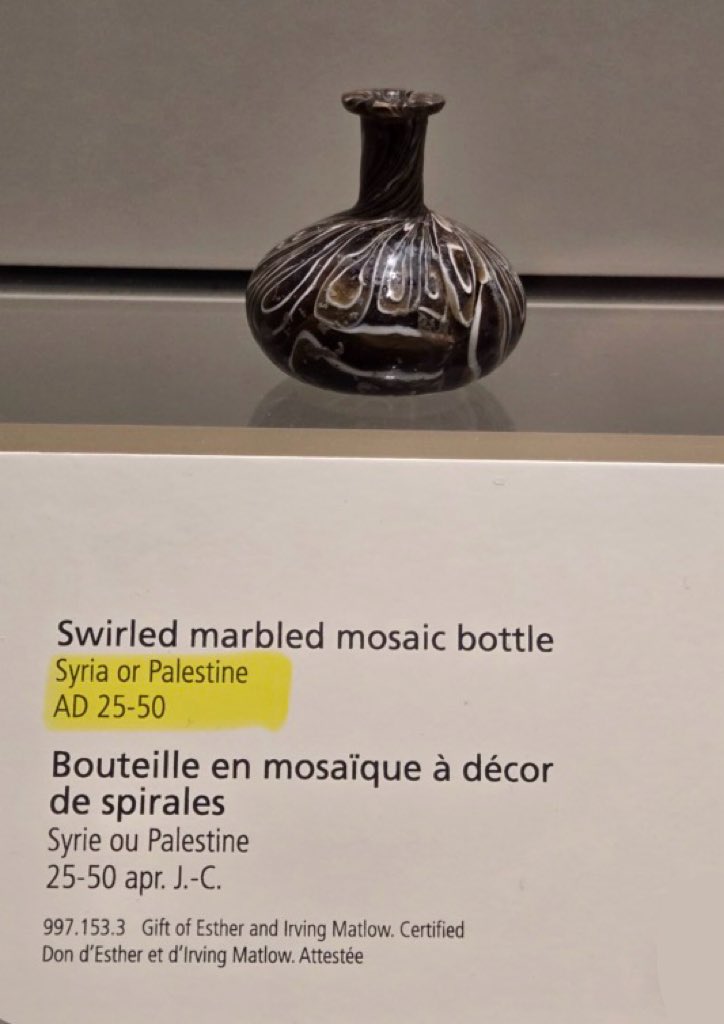 Swirled marbled mosaic bottle
Syria or Palestine
AD 25-50
Bouteille en mosaïque à décor
de spirales
Syrie ou Palestine
25-50 apr. J.-C.
997.153.3 Gift of Esther and Irving Matlow. Certified
Don d'Esther et d'Irving Matlow. Attestée